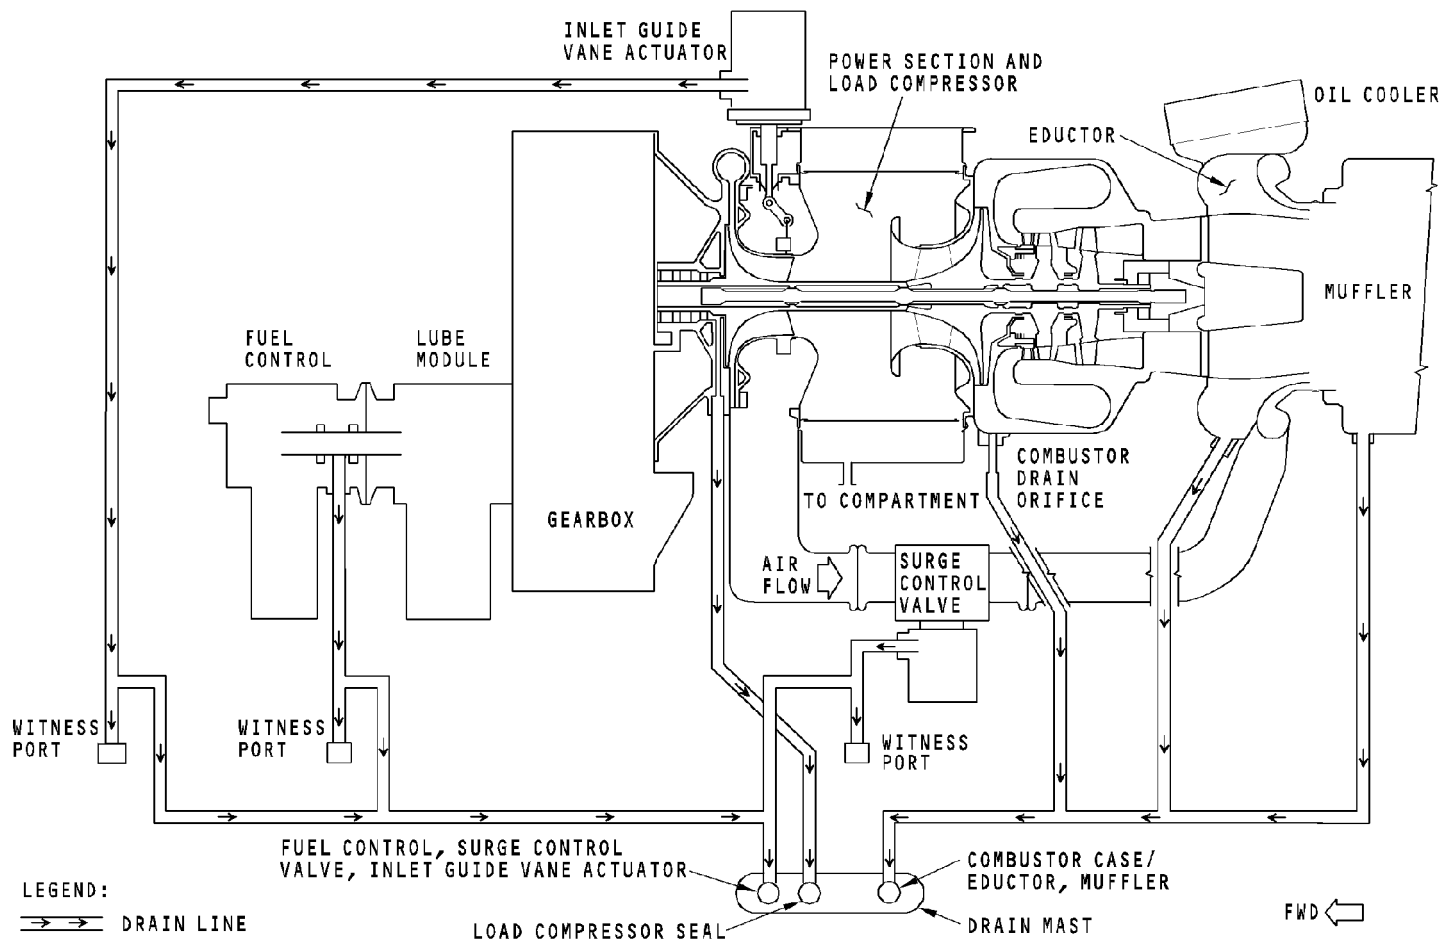 INLET GUIDE
VANE ACTUATOR
POWER SECTION AND
LOAD COMPRESSOR
OIL COOLER
EDUCTOR
MUFFLER
FUEL
CONTROL
LUBE
MODULE
GEARBOX
COMBUSTOR
DRAIN
ORIFICE
TO COMPARTMENT
AIR
FLOW
SURGE
CONTROL
VALVE
WITNESS
PORT
WITNESS
PORT
WITNESS
PORT
FUEL CONTROL, SURGE CONTROL
VALVE, INLET GUIDE VANE ACTUATOR
COMBUSTOR CASE/
EDUCTOR, MUFFLER
LOAD COMPRESSOR SEAL
DRAIN MAST
LEGEND:
DRAIN LINE
FWD